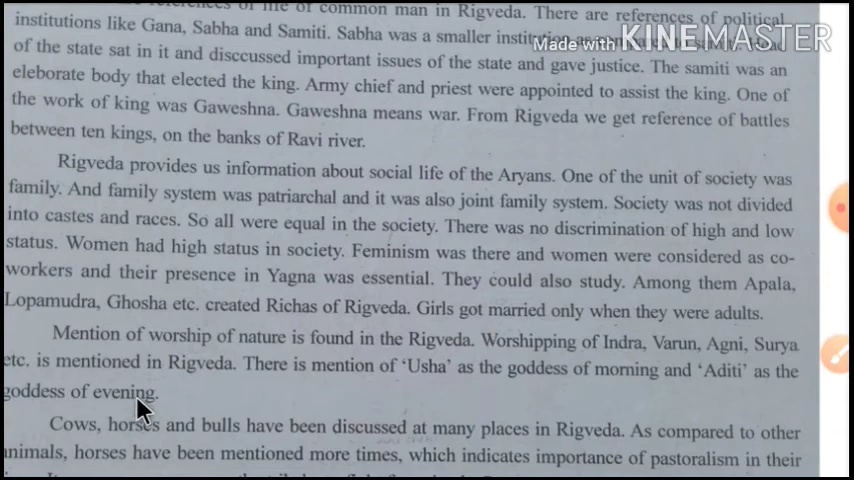 of life of common man in Rigveda. There are references of political
institutions like Gana, Sabha and Samiti. Sabha was a smaller institution
Made with KINEMASTER
of the state sat in it and disccussed important issues of the state and gave justice. The samiti was an
eleborate body that elected the king. Army chief and priest were appointed to assist the king. One of
the work of king was Gaweshna. Gaweshna means war. From Rigveda we get reference of battles
between ten kings, on the banks of Ravi river.
Rigveda provides us information about social life of the Aryans. One of the unit of society was
family. And family system was patriarchal and it was also joint family system. Society was not divided
into castes and races. So all were equal in the society. There was no discrimination of high and low
status. Women had high status in society. Feminism was there and women were considered as co-
workers and their presence in Yagna was essential. They could also study. Among them Apala,
Lopamudra, Ghosha etc. created Richas of Rigveda. Girls got married only when they were adults.
Mention of worship of nature is found in the Rigveda. Worshipping of Indra, Varun, Agni, Surya
etc. is mentioned in Rigveda. There is mention of ‘Usha’ as the goddess of morning and ‘Aditi’ as the
goddess of evening.
Cows, horses and bulls have been discussed at many places in Rigveda. As compared to other
animals, horses have been mentioned more times, which indicates importance of pastoralism in their